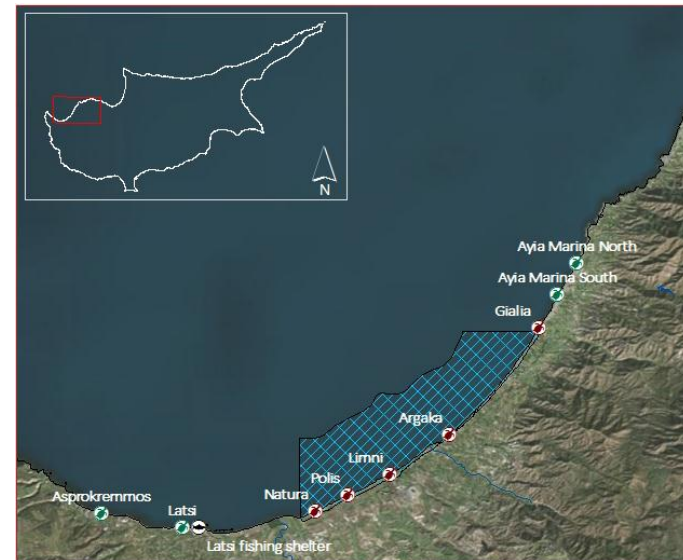 N
Ayia Marina North
Ayia Marina South
Gialia
Argaka
Limni
Polis
Natura
Asprokremmos
Latsi
Latsi fishing shelter